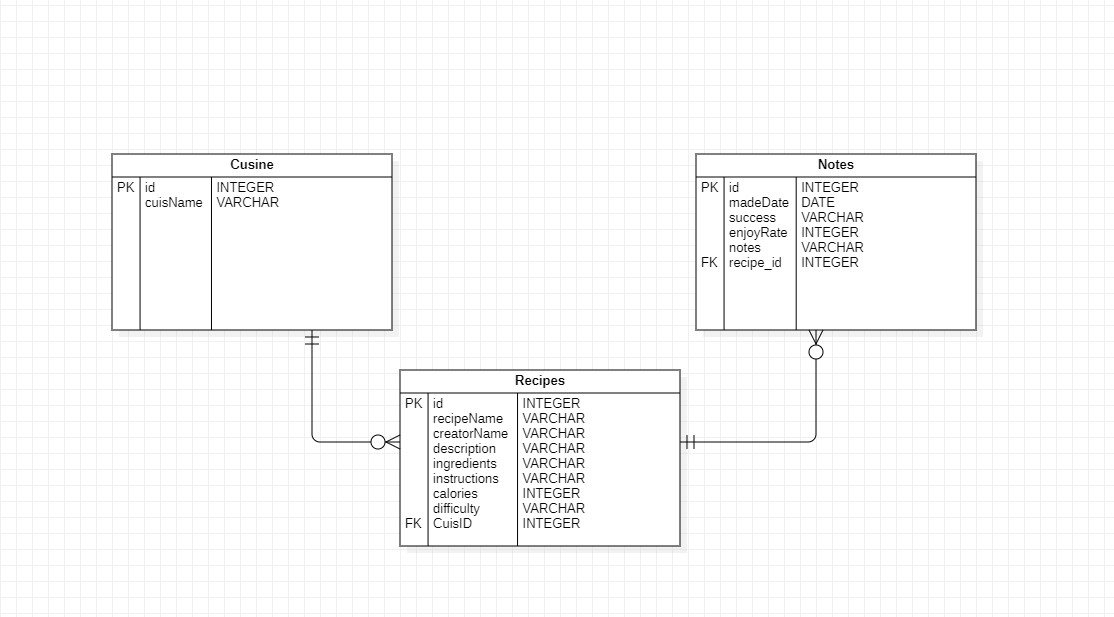 Cusine
PK id INTEGER
cuisName VARCHAR
Notes
PK id INTEGER
madeDate DATE
success VARCHAR
enjoyRate INTEGER
notes VARCHAR
FK recipe_id INTEGER
Recipes
PK id INTEGER
recipeName VARCHAR
creatorName VARCHAR
description VARCHAR
ingredients VARCHAR
instructions VARCHAR
calories INTEGER
difficulty VARCHAR
FK CuisID INTEGER